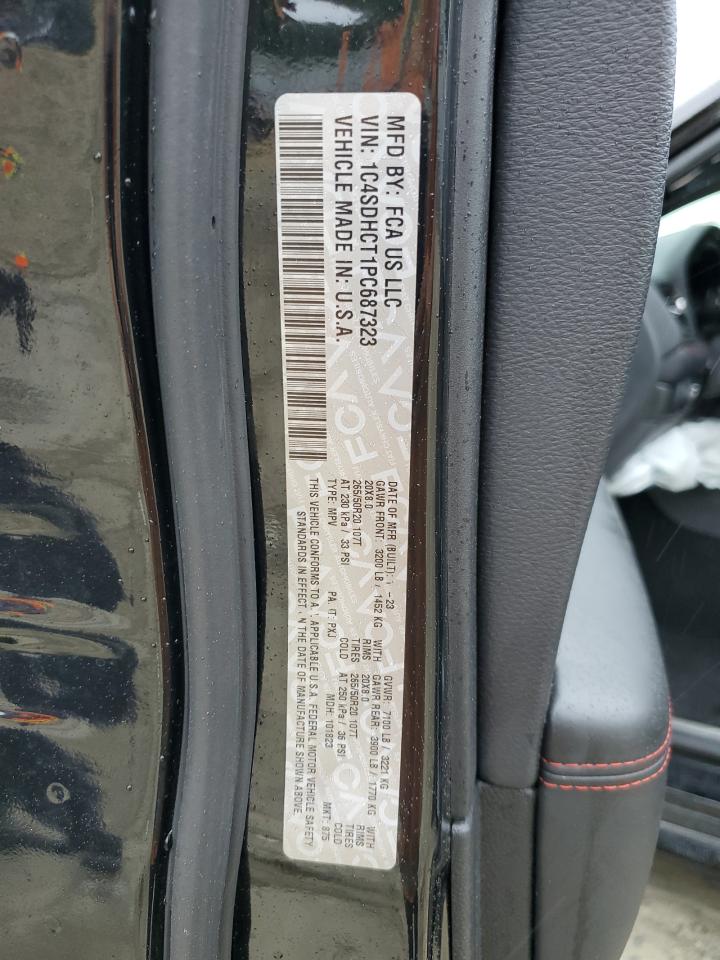 MFD BY: FCA US LLC
VIN: 1C4SDHCT1PC687323
VEHICLE MADE IN: U.S.A.
DATE OF MFR (BUILT): -23 GVWR: 7100 LB / 3221 KG
GAWR FRONT: 3200 LB / 1452 KG WITH GAWR REAR: 3900 LB / 1770 KG WITH
20X8.0 RIMS 20X8.0 RIMS
265/50R20 107T TIRES 265/50R20 107T TIRES
AT 230 kPa / 33 PSI COLD AT 250 kPa / 36 PSI COLD
TYPE: MPV PXJ MDH: 101823 MKT: 875
THIS VEHICLE CONFORMS TO A APPLICABLE U.S.A. FEDERAL MOTOR VEHICLE SAFETY
STANDARDS IN EFFECT N THE DATE OF MANUFACTURE SHOWN ABOVE.